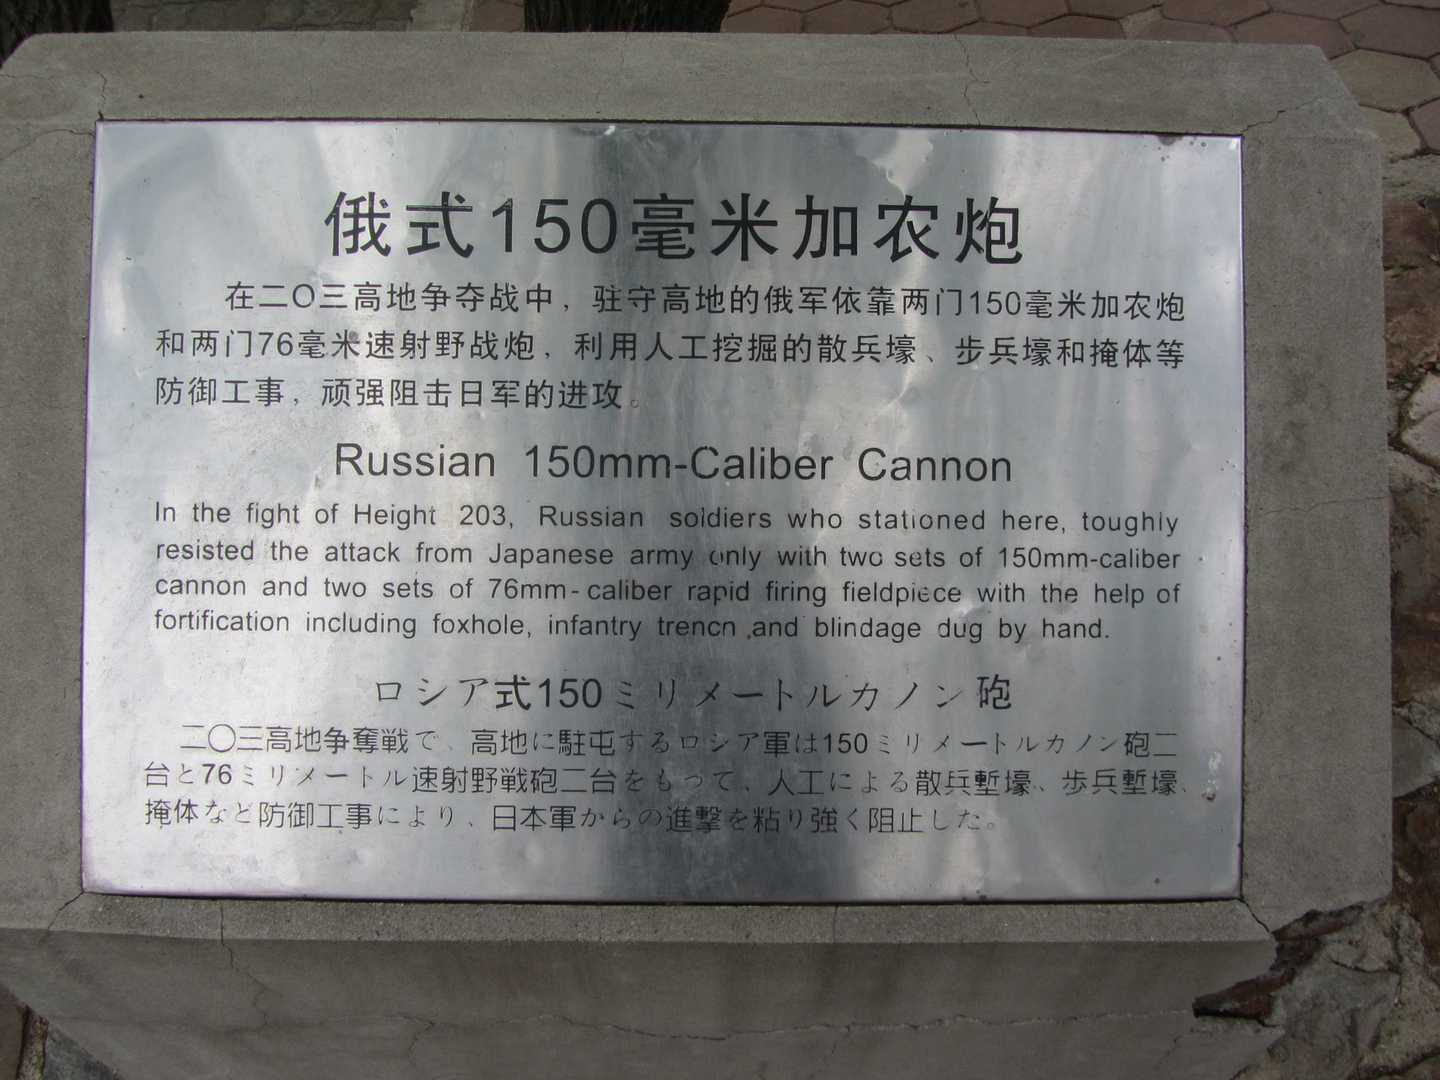 俄式150毫米加农炮
在二〇三高地争夺战中，驻守高地的俄军依靠两门150毫米加农炮
和两门76毫米速射野战炮，利用人工挖掘的散兵壕、步兵壕和掩体等
防御工事，顽强阻击日军的进攻。
Russian 150mm-Caliber Cannon
In the fight of Height 203, Russian soldiers who stationed here, toughly
resisted the attack from Japanese army only with two sets of 150mm-caliber
cannon and two sets of 76mm-caliber rapid firing fieldpiece with the help of
fortification including foxhole, infantry trench and blindage dug by hand.
ロシア式150ミリメートルカノン砲
二〇三高地争奪戦で、高地に駐屯するロシア軍は150ミリメートルカノン砲二
台と76ミリメートル速射野戦砲二台をもって、人工による散兵塹壕、歩兵塹壕、
掩体など防御工事により、日本軍からの進撃を粘り強く阻止した。